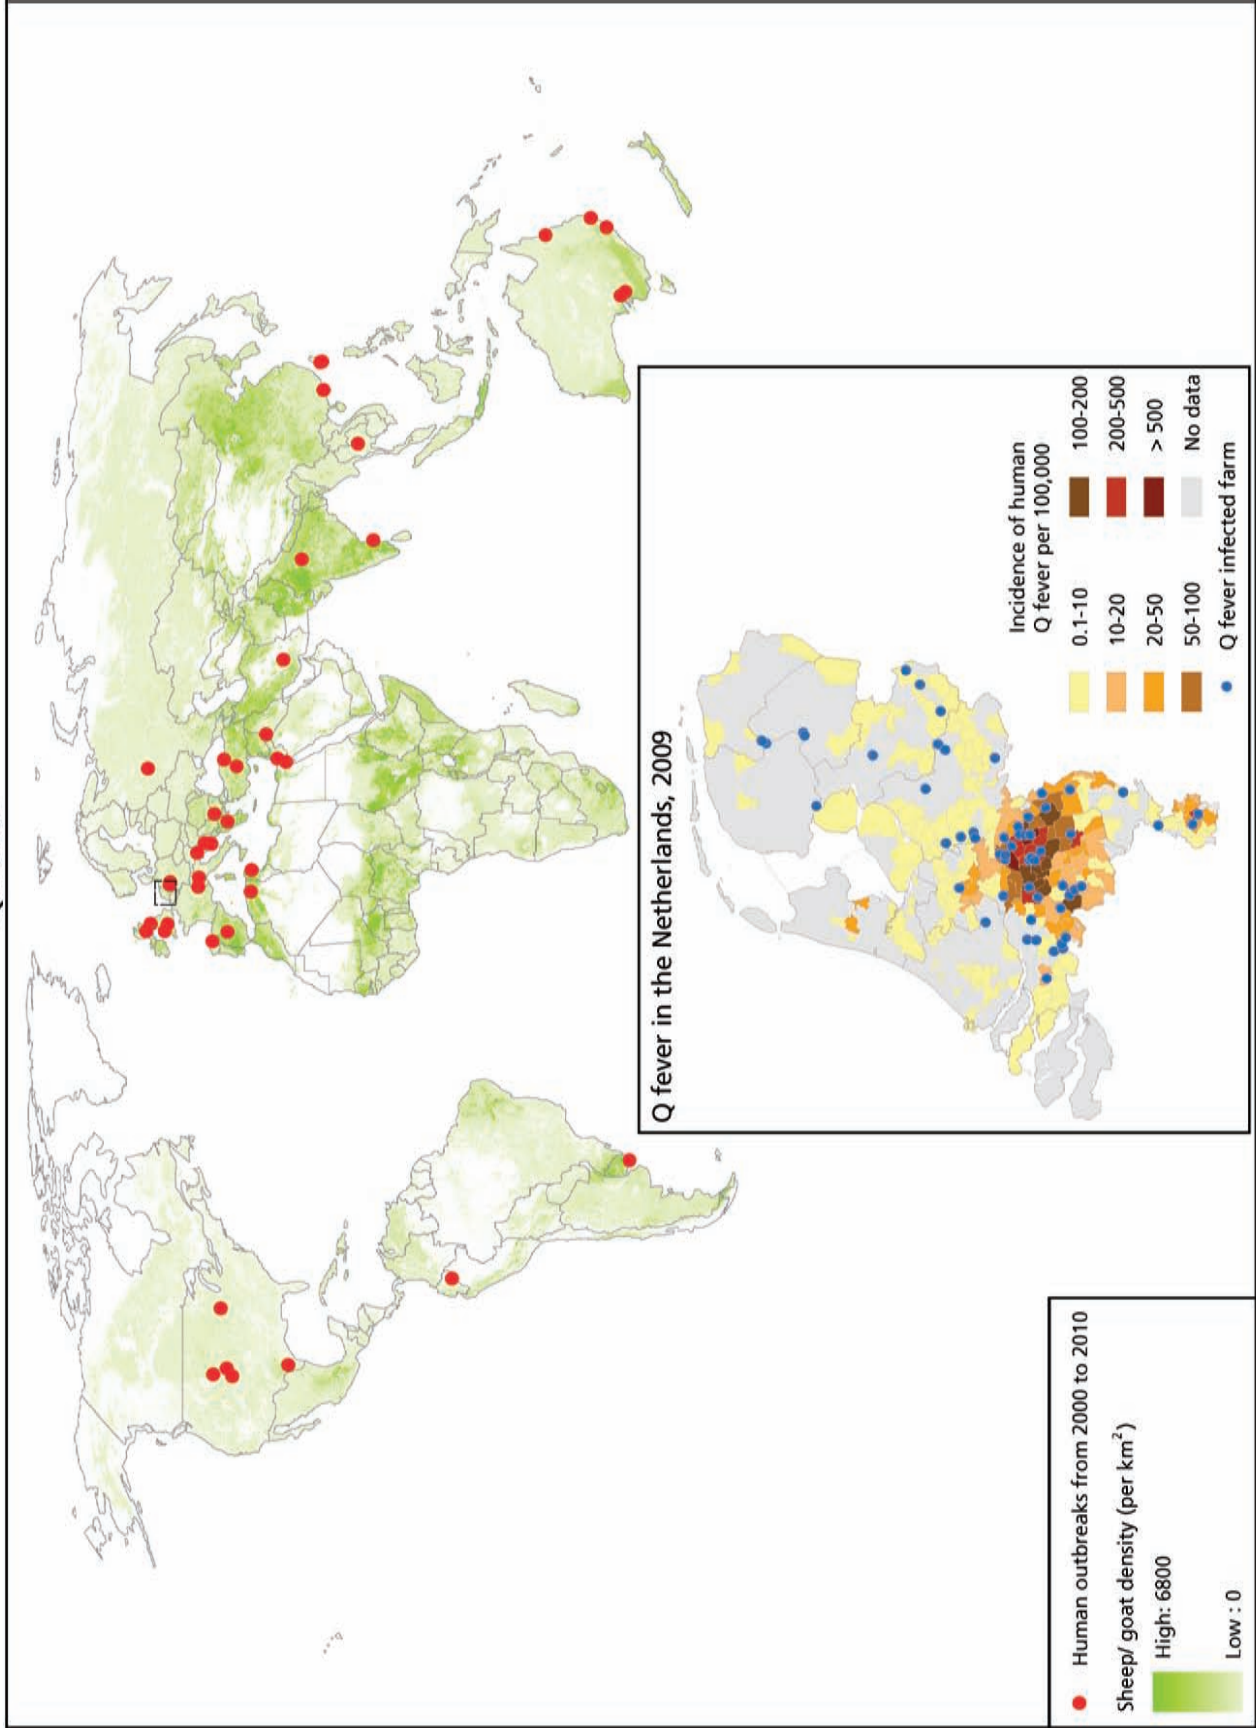 Q fever in the Netherlands, 2009
Incidence of human
Q fever per 100,000
0.1-10
100-200
10-20
200-500
20-50
> 500
50-100
No data
Q fever infected farm
Human outbreaks from 2000 to 2010
Sheep/ goat density (per km²)
High: 6800
Low : 0